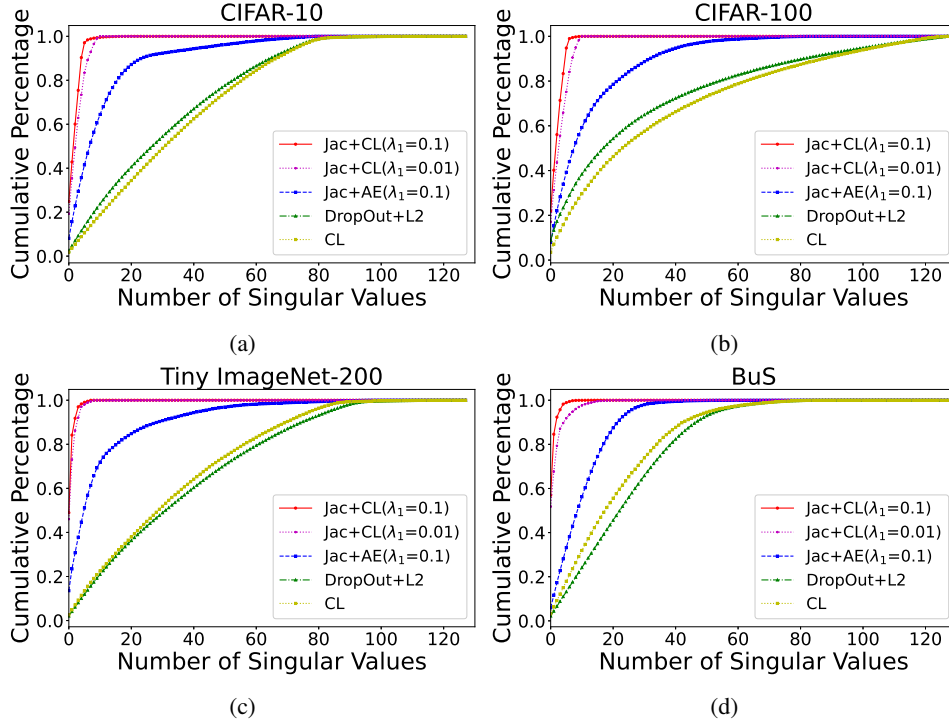 CIFAR-10
Cumulative Percentage
1.0
0.8
0.6
0.4
0.2
0.0
Jac+CL(λ₁=0.1)
Jac+CL(λ₁=0.01)
Jac+AE(λ₁=0.1)
DropOut+L2
CL
0 20 40 60 80 100 120
Number of Singular Values
(a)
CIFAR-100
Cumulative Percentage
1.0
0.8
0.6
0.4
0.2
0.0
Jac+CL(λ₁=0.1)
Jac+CL(λ₁=0.01)
Jac+AE(λ₁=0.1)
DropOut+L2
CL
0 20 40 60 80 100 120
Number of Singular Values
(b)
Tiny ImageNet-200
Cumulative Percentage
1.0
0.8
0.6
0.4
0.2
0.0
Jac+CL(λ₁=0.1)
Jac+CL(λ₁=0.01)
Jac+AE(λ₁=0.1)
DropOut+L2
CL
0 20 40 60 80 100 120
Number of Singular Values
(c)
BuS
Cumulative Percentage
1.0
0.8
0.6
0.4
0.2
0.0
Jac+CL(λ₁=0.1)
Jac+CL(λ₁=0.01)
Jac+AE(λ₁=0.1)
DropOut+L2
CL
0 20 40 60 80 100 120
Number of Singular Values
(d)